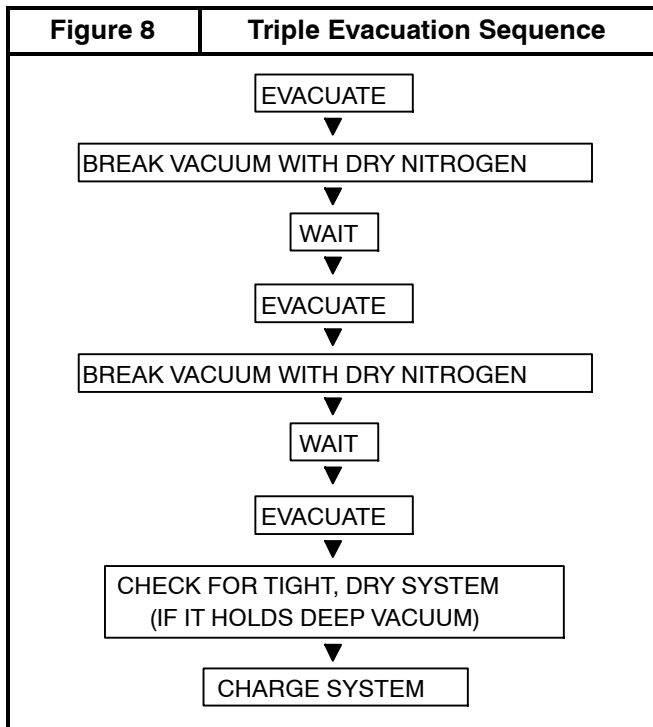 Figure 8 Triple Evacuation Sequence
EVACUATE
BREAK VACUUM WITH DRY NITROGEN
WAIT
EVACUATE
BREAK VACUUM WITH DRY NITROGEN
WAIT
EVACUATE
CHECK FOR TIGHT, DRY SYSTEM
(IF IT HOLDS DEEP VACUUM)
CHARGE SYSTEM